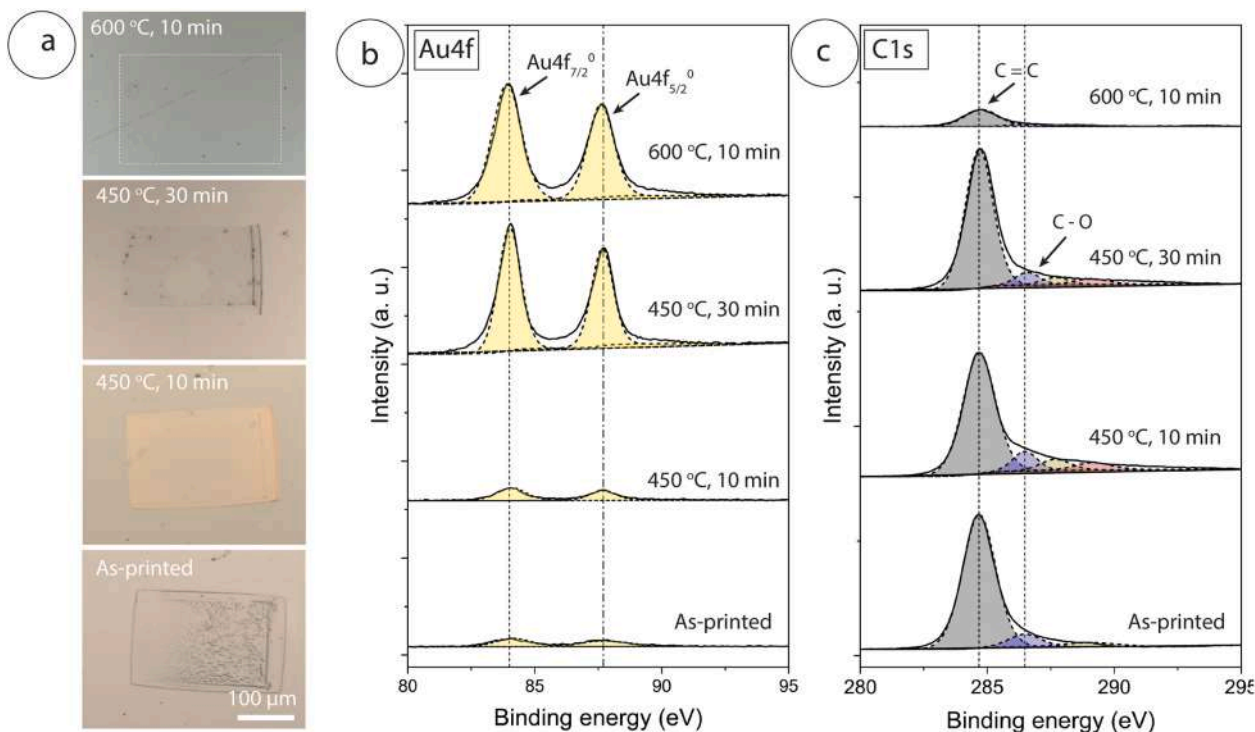 a
600 °C, 10 min
450 °C, 30 min
450 °C, 10 min
As-printed
100 µm
b
Au4f
Au4f7/2⁰
Au4f5/2⁰
600 °C, 10 min
450 °C, 30 min
450 °C, 10 min
As-printed
Intensity (a. u.)
80
85
90
95
Binding energy (eV)
c
C1s
C = C
600 °C, 10 min
450 °C, 30 min
C - O
450 °C, 10 min
As-printed
Intensity (a. u.)
280
285
290
295
Binding energy (eV)